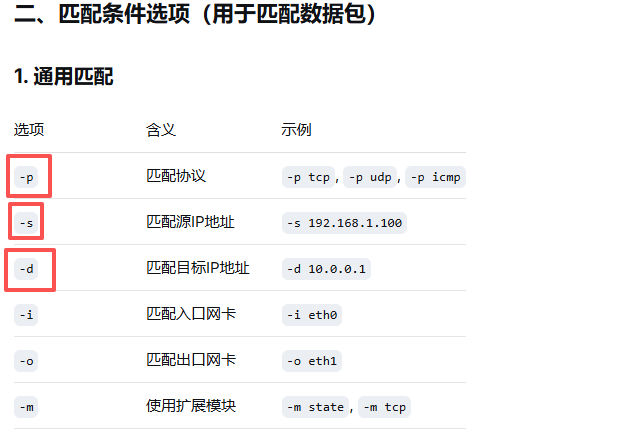 二、匹配条件选项（用于匹配数据包）
1. 通用匹配
选项 含义 示例
-p 匹配协议 -p tcp, -p udp, -p icmp
-s 匹配源IP地址 -s 192.168.1.100
-d 匹配目标IP地址 -d 10.0.0.1
-i 匹配入口网卡 -i eth0
-o 匹配出口网卡 -o eth1
-m 使用扩展模块 -m state, -m tcp